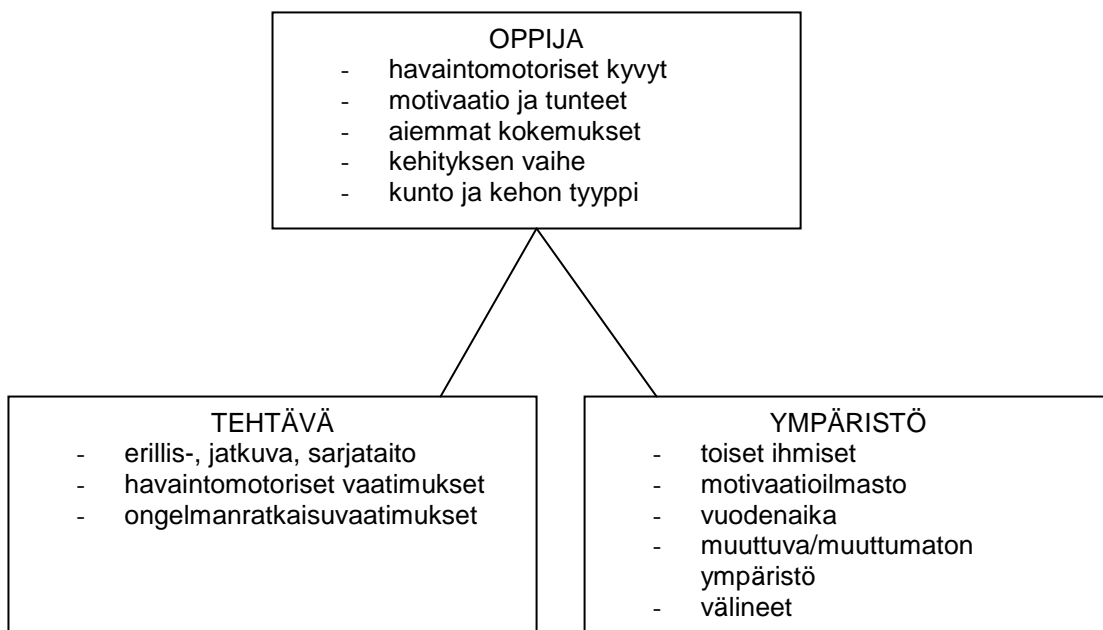 OPPIJA
- havaintomotoriset kyvyt
- motivaatio ja tunteet
- aiemmat kokemukset
- kehityksen vaihe
- kunto ja kehon tyyppi
TEHTÄVÄ
- erillis-, jatkuva, sarjataito
- havaintomotoriset vaatimukset
- ongelmanratkaisuvaatimukset
YMPÄRISTÖ
- toiset ihmiset
- motivaatioilmasto
- vuodenaika
- muuttuva/muuttumaton
ympäristö
- välineet